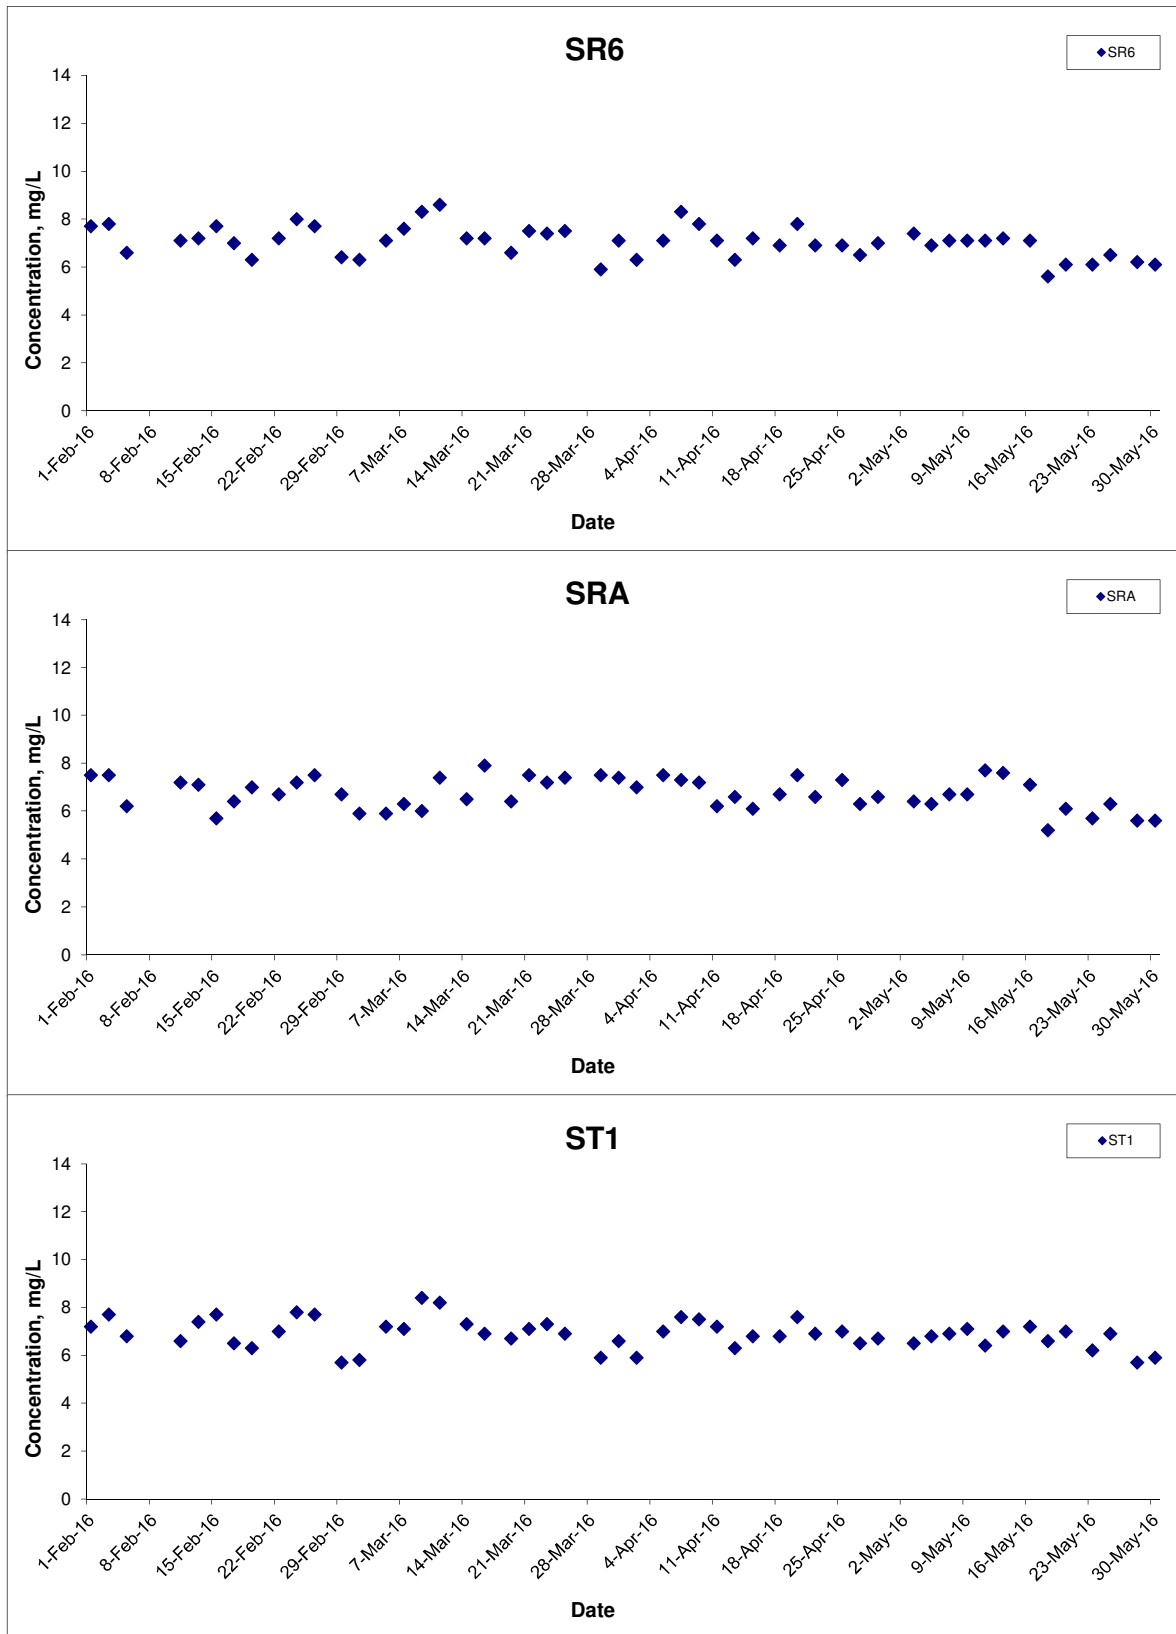 SR6
SR6
14
12
10
8
6
4
2
0
Concentration, mg/L
1-Feb-16
8-Feb-16
15-Feb-16
22-Feb-16
29-Feb-16
7-Mar-16
14-Mar-16
21-Mar-16
28-Mar-16
4-Apr-16
11-Apr-16
18-Apr-16
25-Apr-16
2-May-16
9-May-16
16-May-16
23-May-16
30-May-16
Date
SRA
SRA
14
12
10
8
6
4
2
0
Concentration, mg/L
1-Feb-16
8-Feb-16
15-Feb-16
22-Feb-16
29-Feb-16
7-Mar-16
14-Mar-16
21-Mar-16
28-Mar-16
4-Apr-16
11-Apr-16
18-Apr-16
25-Apr-16
2-May-16
9-May-16
16-May-16
23-May-16
30-May-16
Date
ST1
ST1
14
12
10
8
6
4
2
0
Concentration, mg/L
1-Feb-16
8-Feb-16
15-Feb-16
22-Feb-16
29-Feb-16
7-Mar-16
14-Mar-16
21-Mar-16
28-Mar-16
4-Apr-16
11-Apr-16
18-Apr-16
25-Apr-16
2-May-16
9-May-16
16-May-16
23-May-16
30-May-16
Date